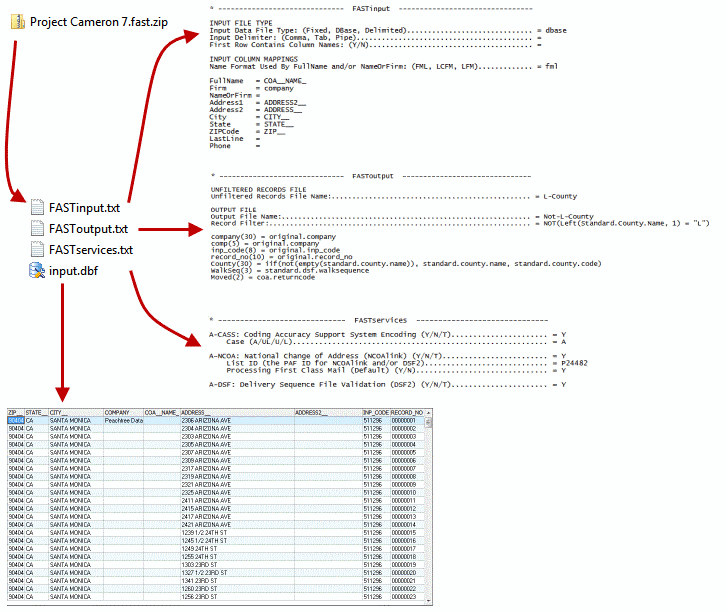 Project Cameron 7.fast.zip
* ----------------------------- FASTinput -------------------------------
INPUT FILE TYPE
Input Data File Type: (Fixed, DBase, Delimited)............................. = dbase
Input Delimiter: (Comma, Tab, Pipe)......................................... =
First Row Contains Column Names: (Y/N)...................................... =
INPUT COLUMN MAPPINGS
Name Format Used By FullName and/or NameOrFirm: (FML, LCFM, LFM)............ = fml
FullName = COA__NAME_
Firm = company
NameOrFirm =
Address1 = ADDRESS2__
Address2 = ADDRESS__
City = CITY__
State = STATE__
ZIPCode = ZIP__
LastLine =
Phone =
FASTinput.txt
FASToutput.txt
FASTservices.txt
input.dbf
* ----------------------------- FASToutput ------------------------------
UNFILTERED RECORDS FILE
Unfiltered Records File Name:............................................... = L-County
OUTPUT FILE
Output File Name:........................................................... = Not-L-County
Record Filter:.............................................................. = NOT(Left(Standard.County.Name, 1) = "L")
company(30) = original.company
comp(5) = original.company
inp_code(8) = original.inp_code
record_no(10) = original.record_no
County(30) = iif(not(empty(standard.county.name)), standard.county.name, standard.county.code)
WalkSeq(3) = standard.dsf.walksequence
Moved(2) = coa.returncode
* ------------------------------ FASTservices ------------------------------
A-CASS: Coding Accuracy Support System Encoding (Y/N/T)...................... = Y
Case (A/UL/U/L).......................................................... = A
A-NCOA: National Change of Address (NCOAlink) (Y/N/T)........................ = Y
List ID (the PAF ID for NCOAlink and/or DSF2)............................ = P24482
Processing First Class Mail (Default) (Y/N).............................. = Y
A-DSF: Delivery Sequence File Validation (DSF2) (Y/N/T)...................... = Y
ZIP__ STATE__ CITY__ COMPANY COA__NAME_ ADDRESS__ ADDRESS2__ INP_CODE RECORD_NO
90404 CA SANTA MONICA Peachtree Data 2306 ARIZONA AVE 511296 00000001
90404 CA SANTA MONICA 2304 ARIZONA AVE 511296 00000002
90404 CA SANTA MONICA 2303 ARIZONA AVE 511296 00000003
90404 CA SANTA MONICA 2305 ARIZONA AVE 511296 00000004
90404 CA SANTA MONICA 2307 ARIZONA AVE 511296 00000005
90404 CA SANTA MONICA 2309 ARIZONA AVE 511296 00000006
90404 CA SANTA MONICA 2317 ARIZONA AVE 511296 00000007
90404 CA SANTA MONICA 2319 ARIZONA AVE 511296 00000008
90404 CA SANTA MONICA 2321 ARIZONA AVE 511296 00000009
90404 CA SANTA MONICA 2325 ARIZONA AVE 511296 00000010
90404 CA SANTA MONICA 2411 ARIZONA AVE 511296 00000011
90404 CA SANTA MONICA 2415 ARIZONA AVE 511296 00000012
90404 CA SANTA MONICA 2417 ARIZONA AVE 511296 00000013
90404 CA SANTA MONICA 2421 ARIZONA AVE 511296 00000014
90404 CA SANTA MONICA 1239 1/2 24TH ST 511296 00000015
90404 CA SANTA MONICA 1245 1/2 24TH ST 511296 00000016
90404 CA SANTA MONICA 1249 24TH ST 511296 00000017
90404 CA SANTA MONICA 1255 24TH ST 511296 00000018
90404 CA SANTA MONICA 1303 23RD ST 511296 00000019
90404 CA SANTA MONICA 1327 1/2 23RD ST 511296 00000020
90404 CA SANTA MONICA 1341 23RD ST 511296 00000021
90404 CA SANTA MONICA 1260 23RD ST 511296 00000022
90404 CA SANTA MONICA 1256 23RD ST 511296 00000023